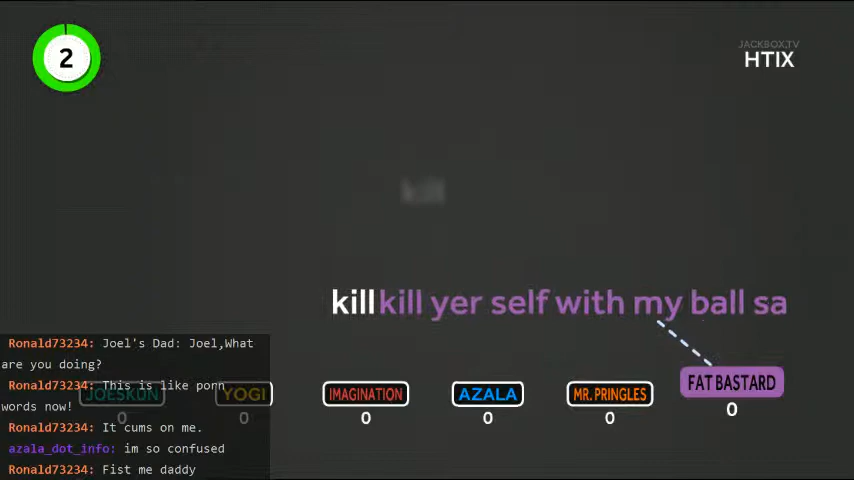 2
JACKBOX.TV
HTIX
kill
killkill yer self with my ball sa
Ronald73234: Joel's Dad: Joel,What
are you doing?
Ronald73234: This is like porn
words now!
Ronald73234: It cums on me.
azala_dot_info: im so confused
Ronald73234: Fist me daddy
JOESKUN
0
YOGI
0
IMAGINATION
0
AZALA
0
MR. PRINGLES
0
FAT BASTARD
0